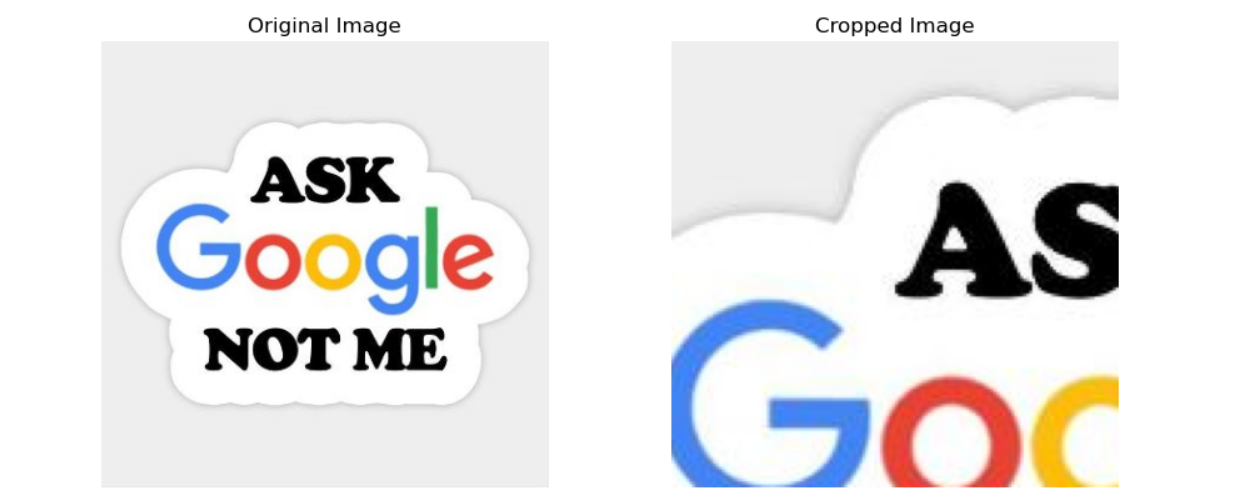 Original Image
ASK
Google
NOT ME
Cropped Image
AS
Goo